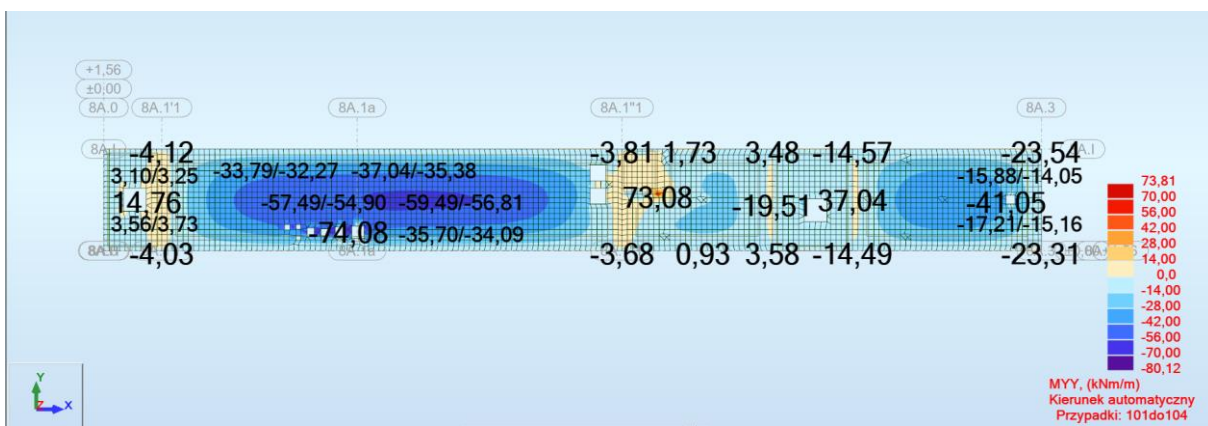 +1,56
±0,00
8A.0 8A.1'1 8A.1a 8A.1"1 8A.3
-4,12 -3,81 1,73 3,48 -14,57 -23,54
3,10/3,25 -33,79/-32,27 -37,04/-35,38 -15,88/-14,05
14,76 -57,49/-54,90 -59,49/-56,81 73,08 -19,51 37,04 -41,05
3,56/3,73 -74,08 -35,70/-34,09 -17,21/-15,16
-4,03 8A.1a -3,68 0,93 3,58 -14,49 -23,31
73,81
70,00
56,00
42,00
28,00
14,00
0,0
-14,00
-28,00
-42,00
-56,00
-70,00
-80,12
MYY, (kNm/m)
Kierunek automatyczny
Przypadki: 101do104
Y
Z X